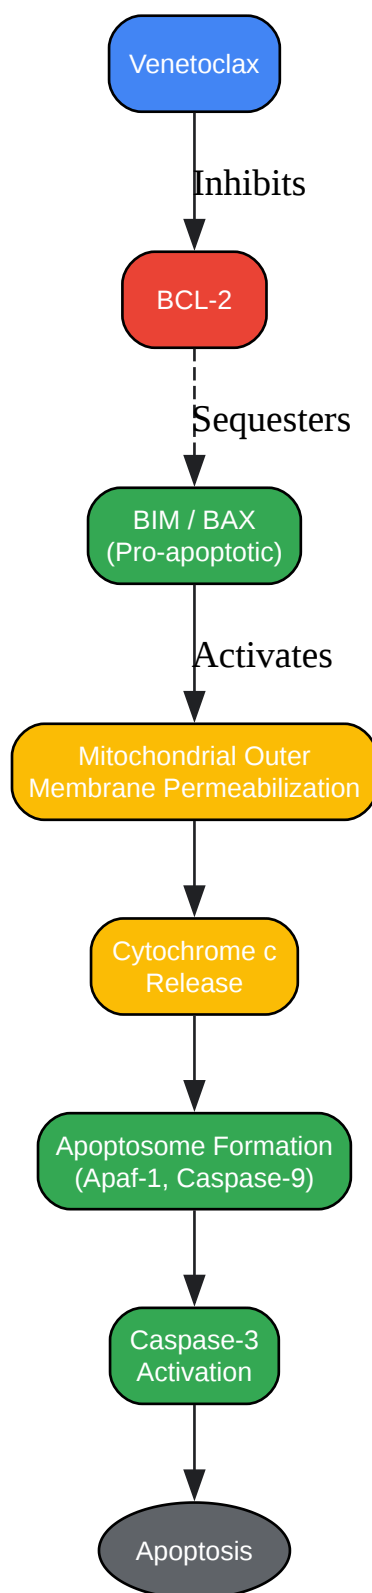 Venetoclax
Inhibits
BCL-2
Sequesters
BIM / BAX
(Pro-apoptotic)
Activates
Mitochondrial Outer
Membrane Permeabilization
Cytochrome c
Release
Apoptosome Formation
(Apaf-1, Caspase-9)
Caspase-3
Activation
Apoptosis